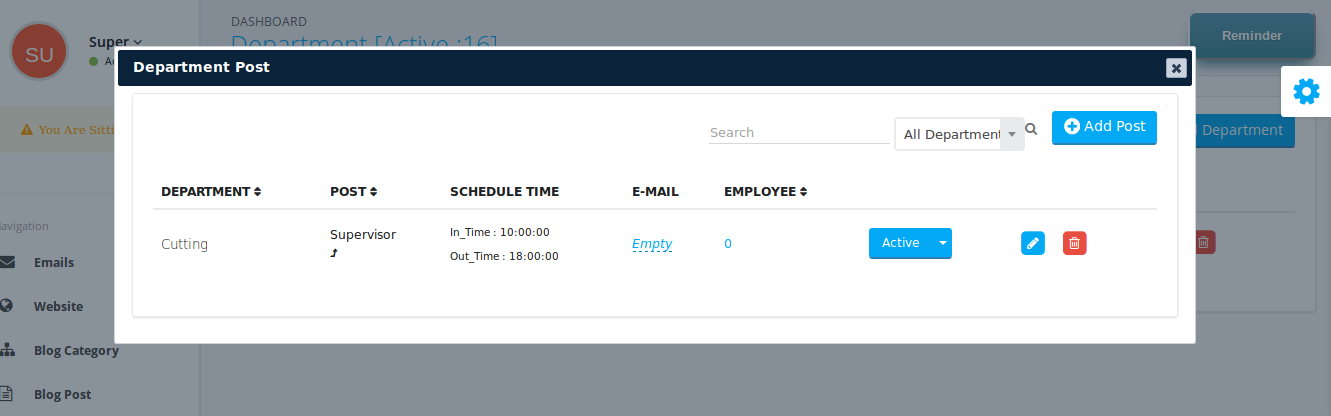 DASHBOARD
Department [Active :16]
SU
Super
Reminder
Department Post
You Are Sitti
Search
All Department
Add Post
Department
DEPARTMENT
POST
SCHEDULE TIME
E-MAIL
EMPLOYEE
Cutting
Supervisor
In_Time : 10:00:00
Out_Time : 18:00:00
Empty
0
Active
avigation
Emails
Website
Blog Category
Blog Post